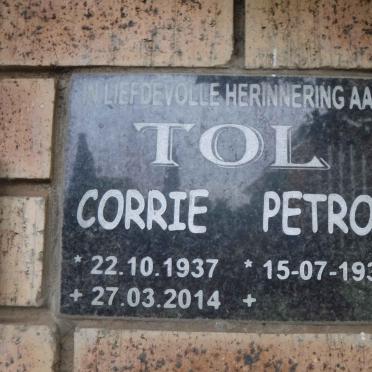 IN LIEFDEVOLLE HERINNERING AA
TOL
CORRIE PETRO
* 22.10.1937 * 15-07-193
+ 27.03.2014 +